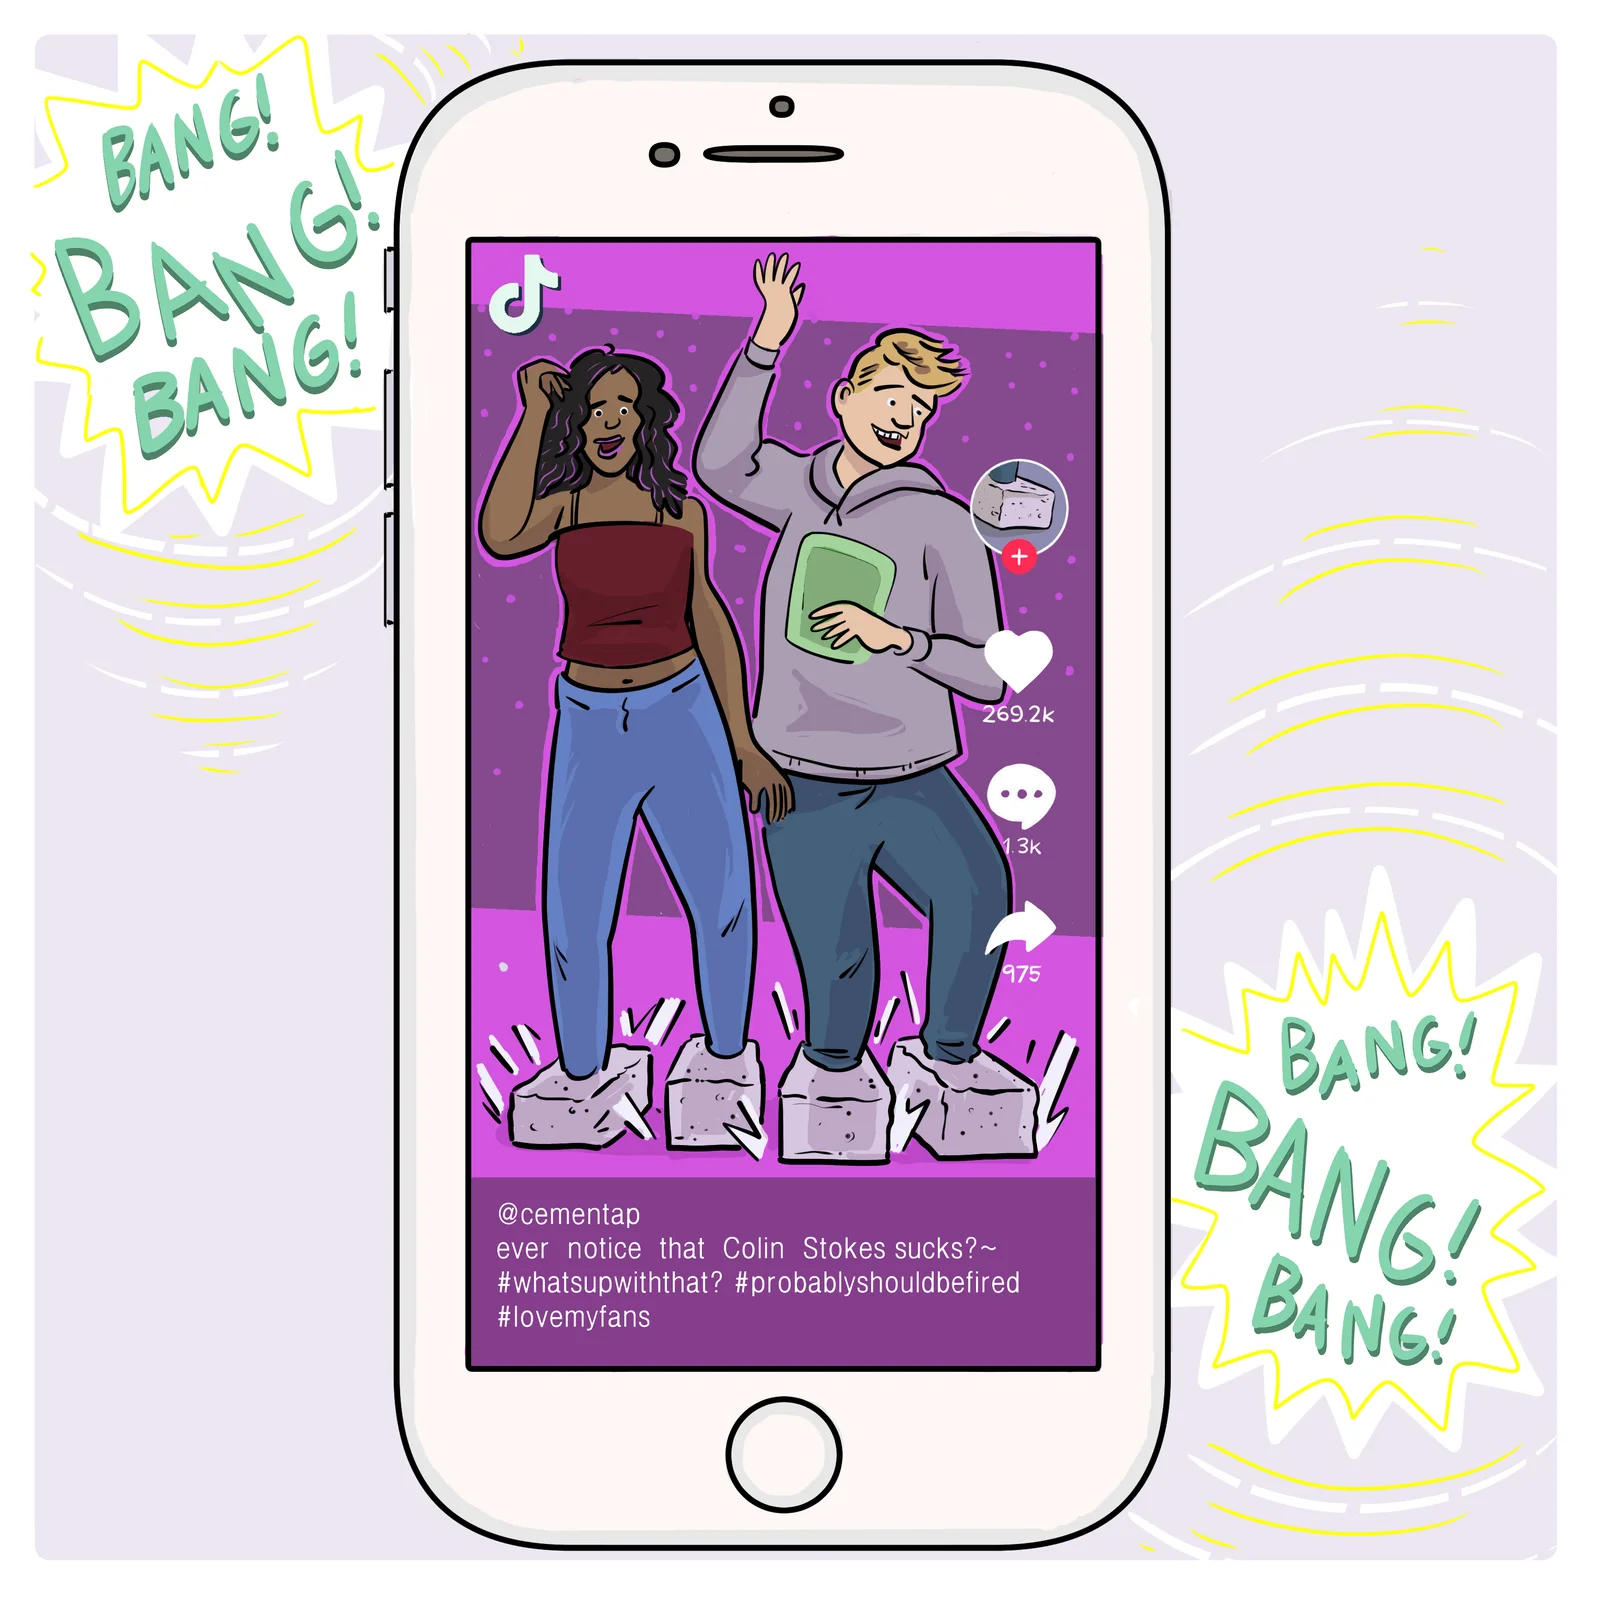 BANG!
BANG!
BANG!
269.2k
1.3k
975
@cementap
ever notice that Colin Stokes sucks?~
#whatsupwiththat? #probablyshouldbefired
#lovemyfans
BANG!
BANG!
BANG!